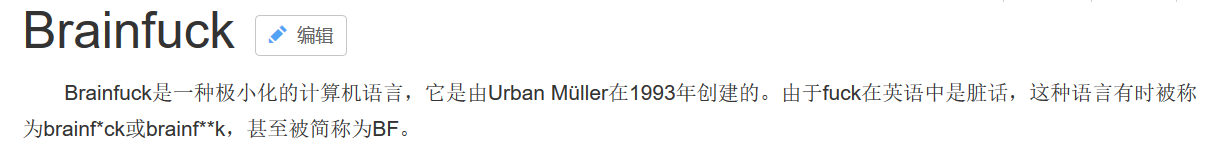 Brainfuck 编辑
Brainfuck是一种极小化的计算机语言，它是由Urban Müller在1993年创建的。由于fuck在英语中是脏话，这种语言有时被称
为brainf*ck或brainf**k，甚至被简称为BF。